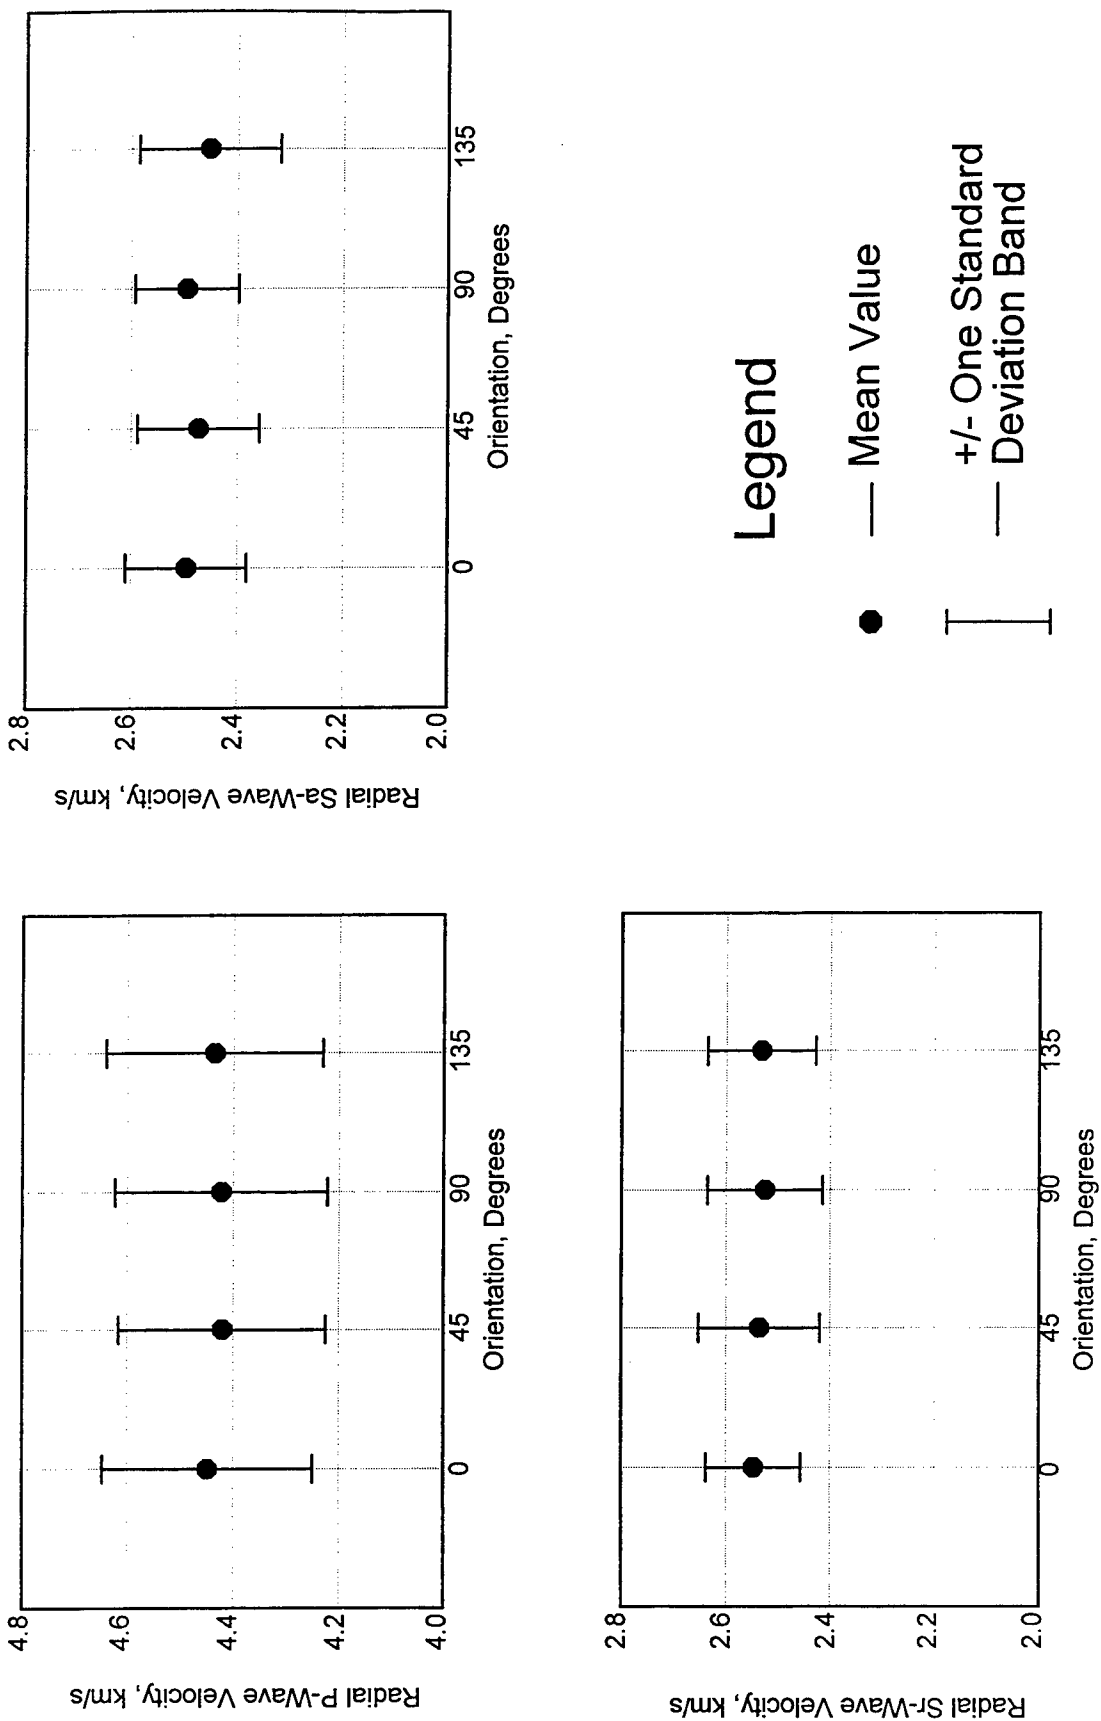 Radial P-Wave Velocity, km/s
4.8
4.6
4.4
4.2
4.0
0
45
90
135
Orientation, Degrees
Radial Sa-Wave Velocity, km/s
2.8
2.6
2.4
2.2
2.0
0
45
90
135
Orientation, Degrees
Radial Sr-Wave Velocity, km/s
2.8
2.6
2.4
2.2
2.0
0
45
90
135
Orientation, Degrees
Legend
— Mean Value
+/- One Standard
— Deviation Band